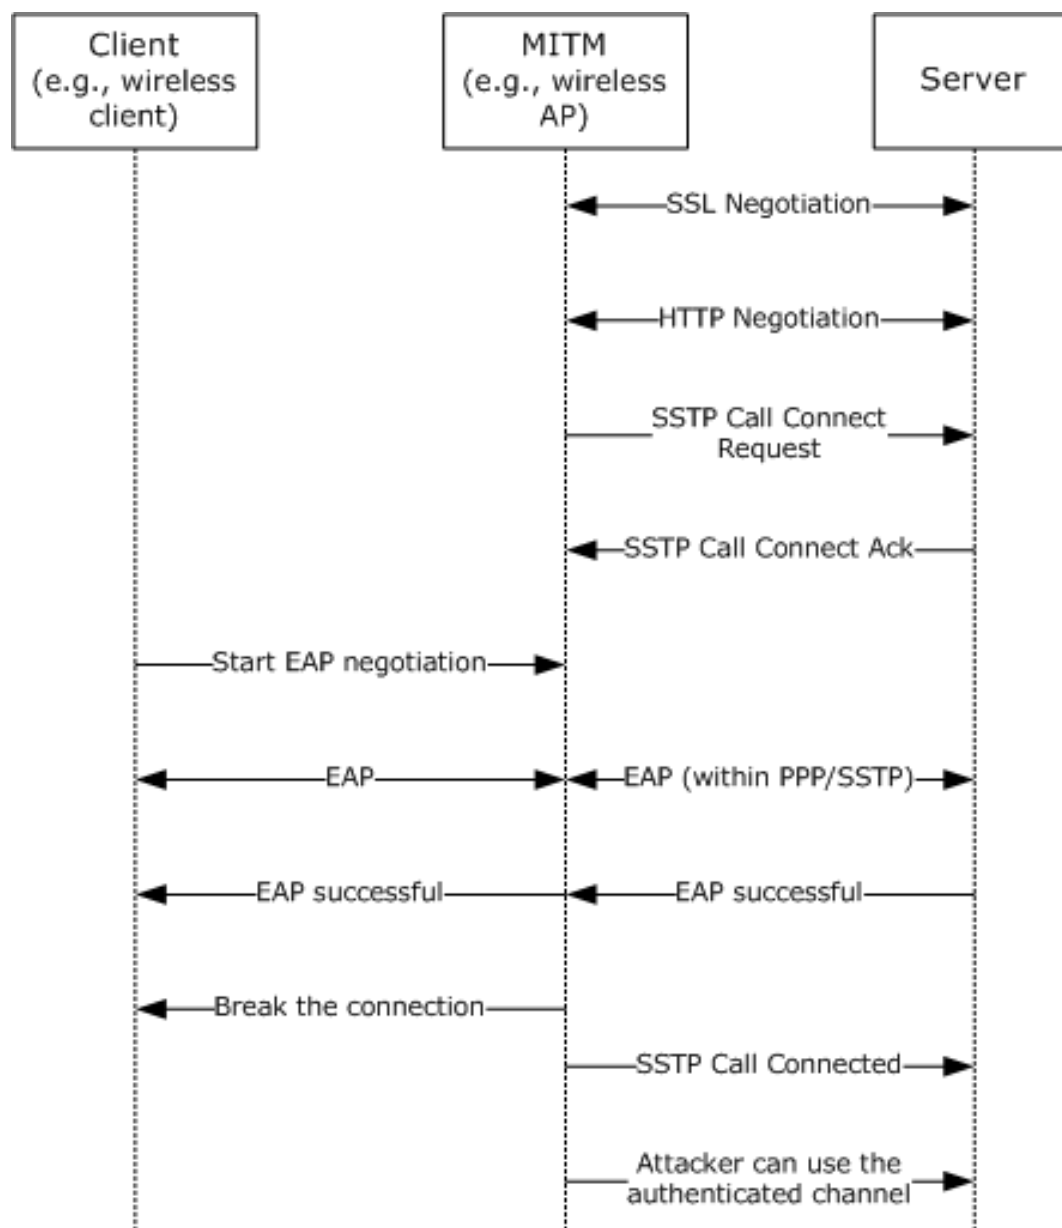 Client
(e.g., wireless
client)
MITM
(e.g., wireless
AP)
Server
SSL Negotiation
HTTP Negotiation
SSTP Call Connect
Request
SSTP Call Connect Ack
Start EAP negotiation
EAP
EAP (within PPP/SSTP)
EAP successful
EAP successful
Break the connection
SSTP Call Connected
Attacker can use the
authenticated channel